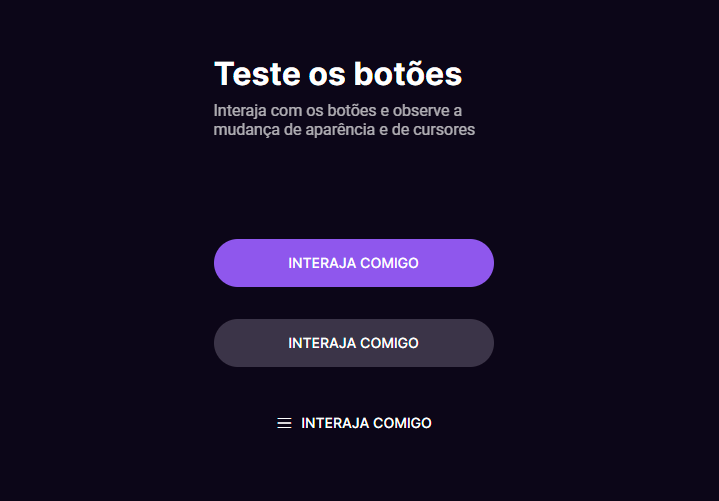 Teste os botões
Interaja com os botões e observe a
mudança de aparência e de cursores
INTERAJA COMIGO
INTERAJA COMIGO
INTERAJA COMIGO